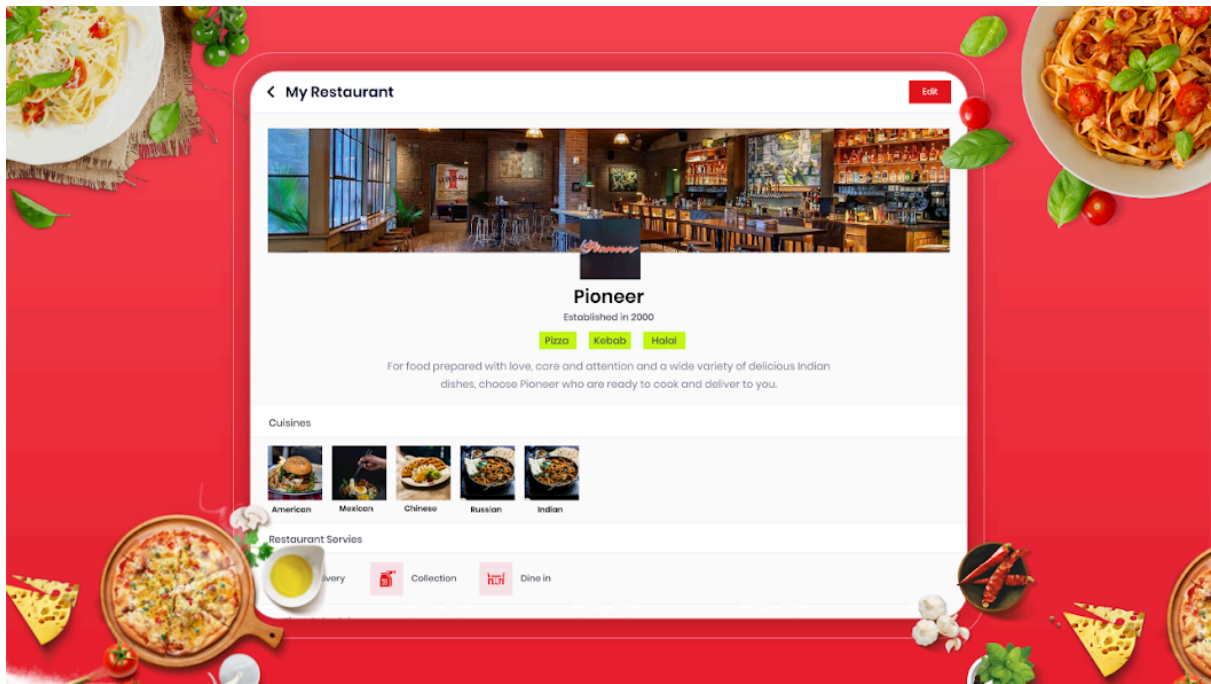 My Restaurant
Edit
Pioneer
Pioneer
Established in 2000
Pizza Kebab Halal
For food prepared with love, care and attention and a wide variety of delicious Indian
dishes, choose Pioneer who are ready to cook and deliver to you.
Cuisines
American Mexican Chinese Russian Indian
Restaurant Servies
ivery Collection Dine in